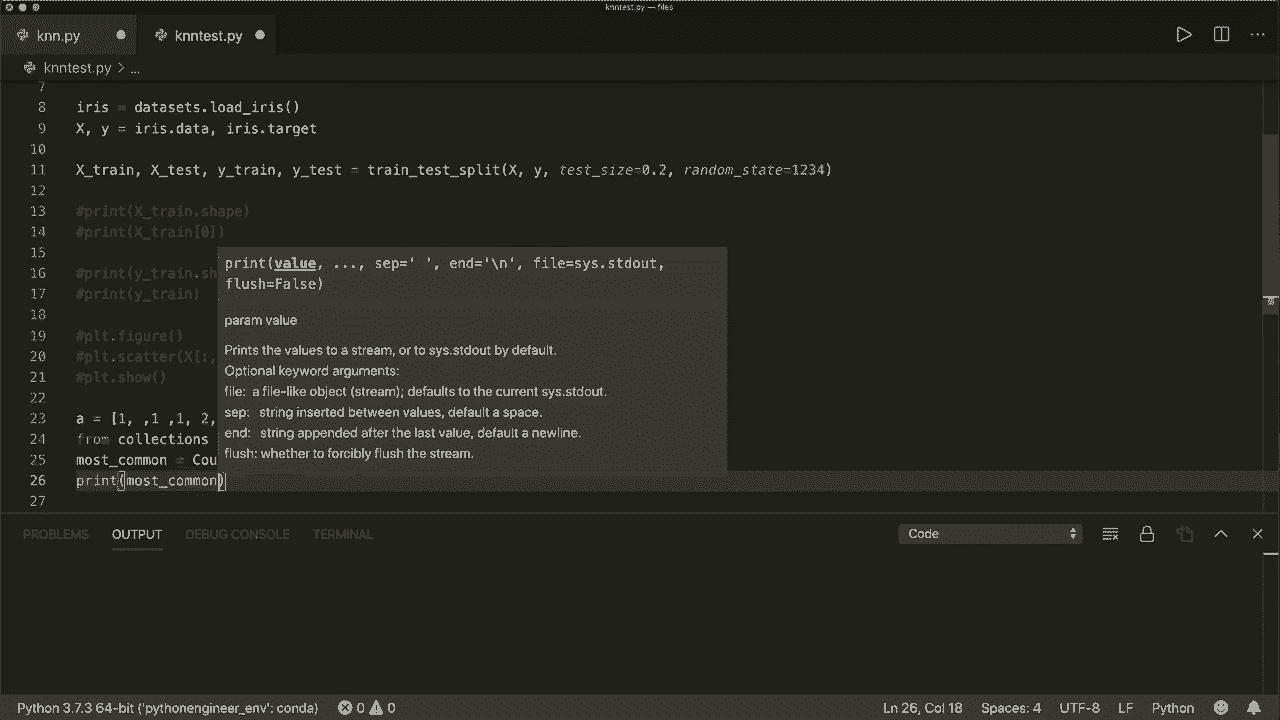 knntest.py — files
knn.py
knntest.py
knntest.py > ...
7
8 iris = datasets.load_iris()
9 X, y = iris.data, iris.target
10
11 X_train, X_test, y_train, y_test = train_test_split(X, y, test_size=0.2, random_state=1234)
12
13 #print(X_train.shape)
14 #print(X_train[0])
15
16 #print(y_train.sh
17 #print(y_train)
18
19 #plt.figure()
20 #plt.scatter(X[:,
21 #plt.show()
22
23 a = [1, ,1 ,1, 2,
24 from collections
25 most_common = Cou
26 print(most_common)
27
print(value, ..., sep=' ', end='\n', file=sys.stdout,
flush=False)
param value
Prints the values to a stream, or to sys.stdout by default.
Optional keyword arguments:
file: a file-like object (stream); defaults to the current sys.stdout.
sep: string inserted between values, default a space.
end: string appended after the last value, default a newline.
flush: whether to forcibly flush the stream.
PROBLEMS OUTPUT DEBUG CONSOLE TERMINAL Code
Python 3.7.3 64-bit ('pythonengineer_env': conda) 0 0 Ln 26, Col 18 Spaces: 4 UTF-8 LF Python